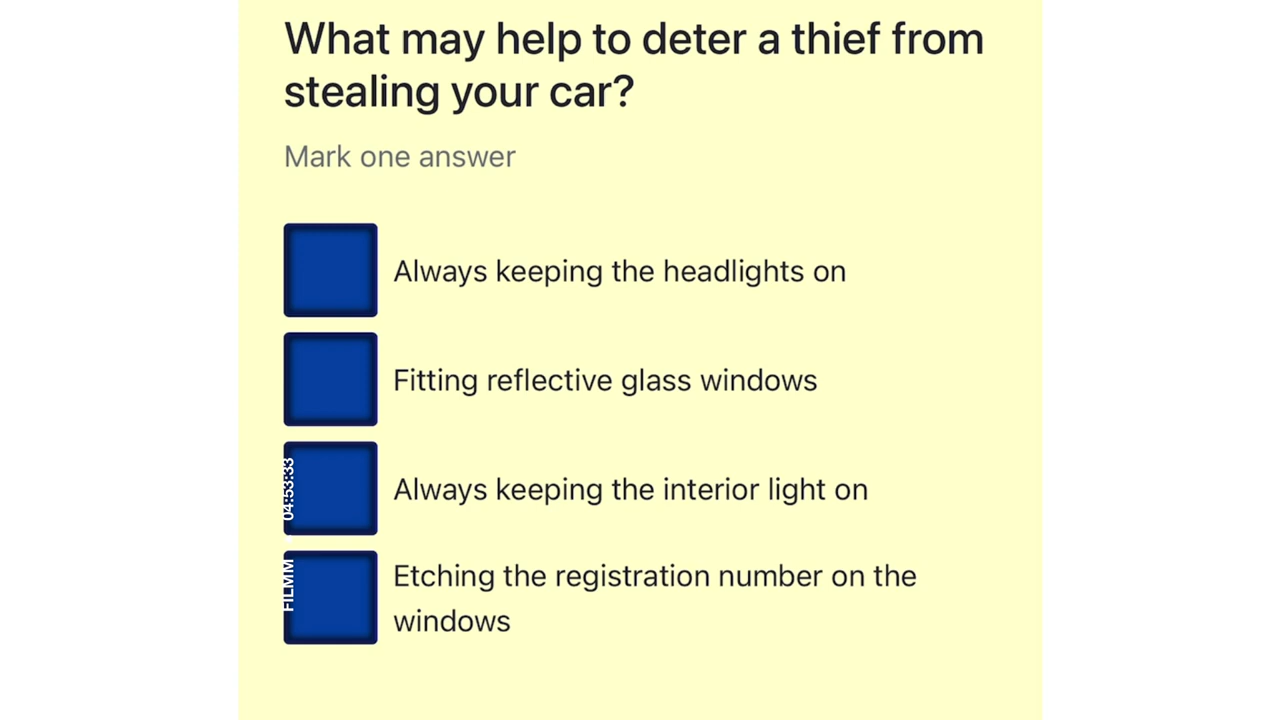 What may help to deter a thief from
stealing your car?
Mark one answer
Always keeping the headlights on
Fitting reflective glass windows
Always keeping the interior light on
Etching the registration number on the
windows
FILMM 04:53:33